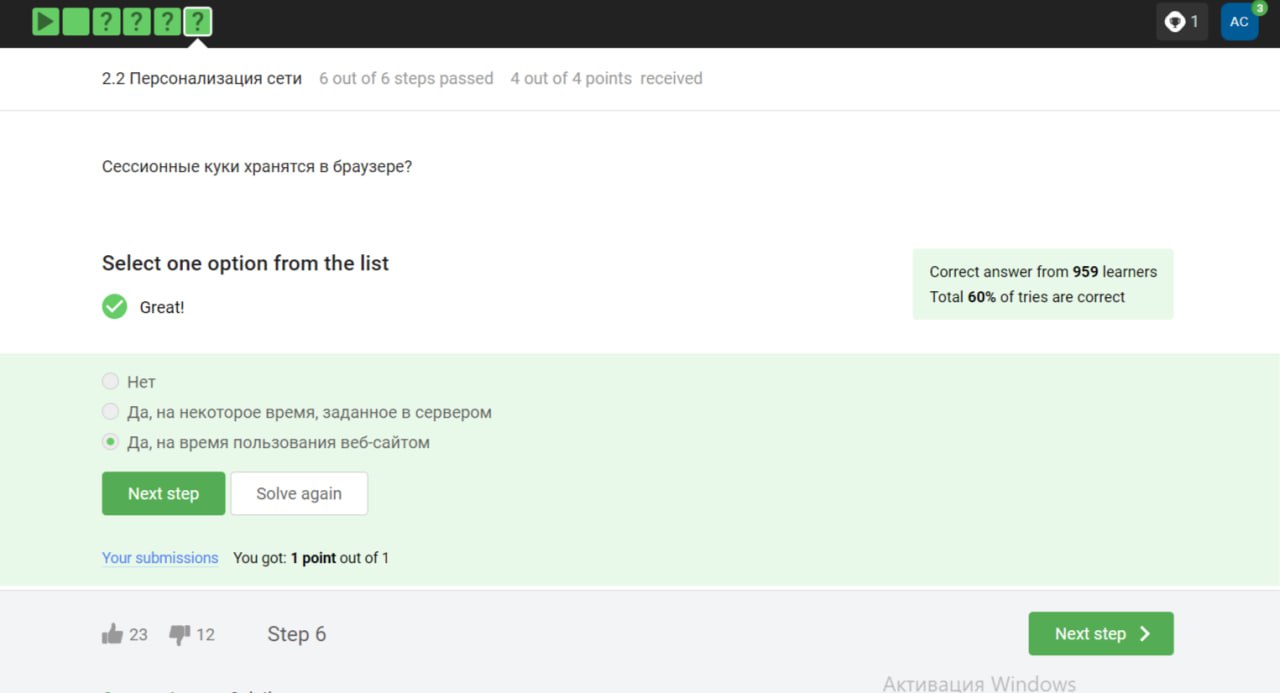 ? ? ? ?
1
AC
3
2.2 Персонализация сети 6 out of 6 steps passed 4 out of 4 points received
Сессионные куки хранятся в браузере?
Select one option from the list
Great!
Correct answer from 959 learners
Total 60% of tries are correct
Нет
Да, на некоторое время, заданное в сервером
Да, на время пользования веб-сайтом
Next step
Solve again
Your submissions You got: 1 point out of 1
23 12 Step 6
Next step
Активация Windows